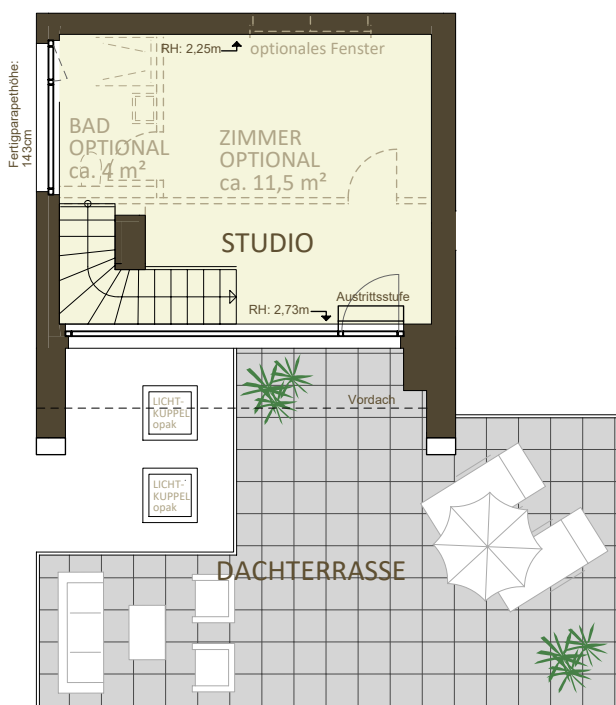 RH: 2,25m
optionales Fenster
Fertigparapethöhe:
143cm
BAD
OPTIONAL
ca. 4 m²
ZIMMER
OPTIONAL
ca. 11,5 m²
STUDIO
Austrittsstufe
RH: 2,73m
Vordach
LICHT-
KUPPEL
opak
LICHT-
KUPPEL
opak
DACHTERRASSE